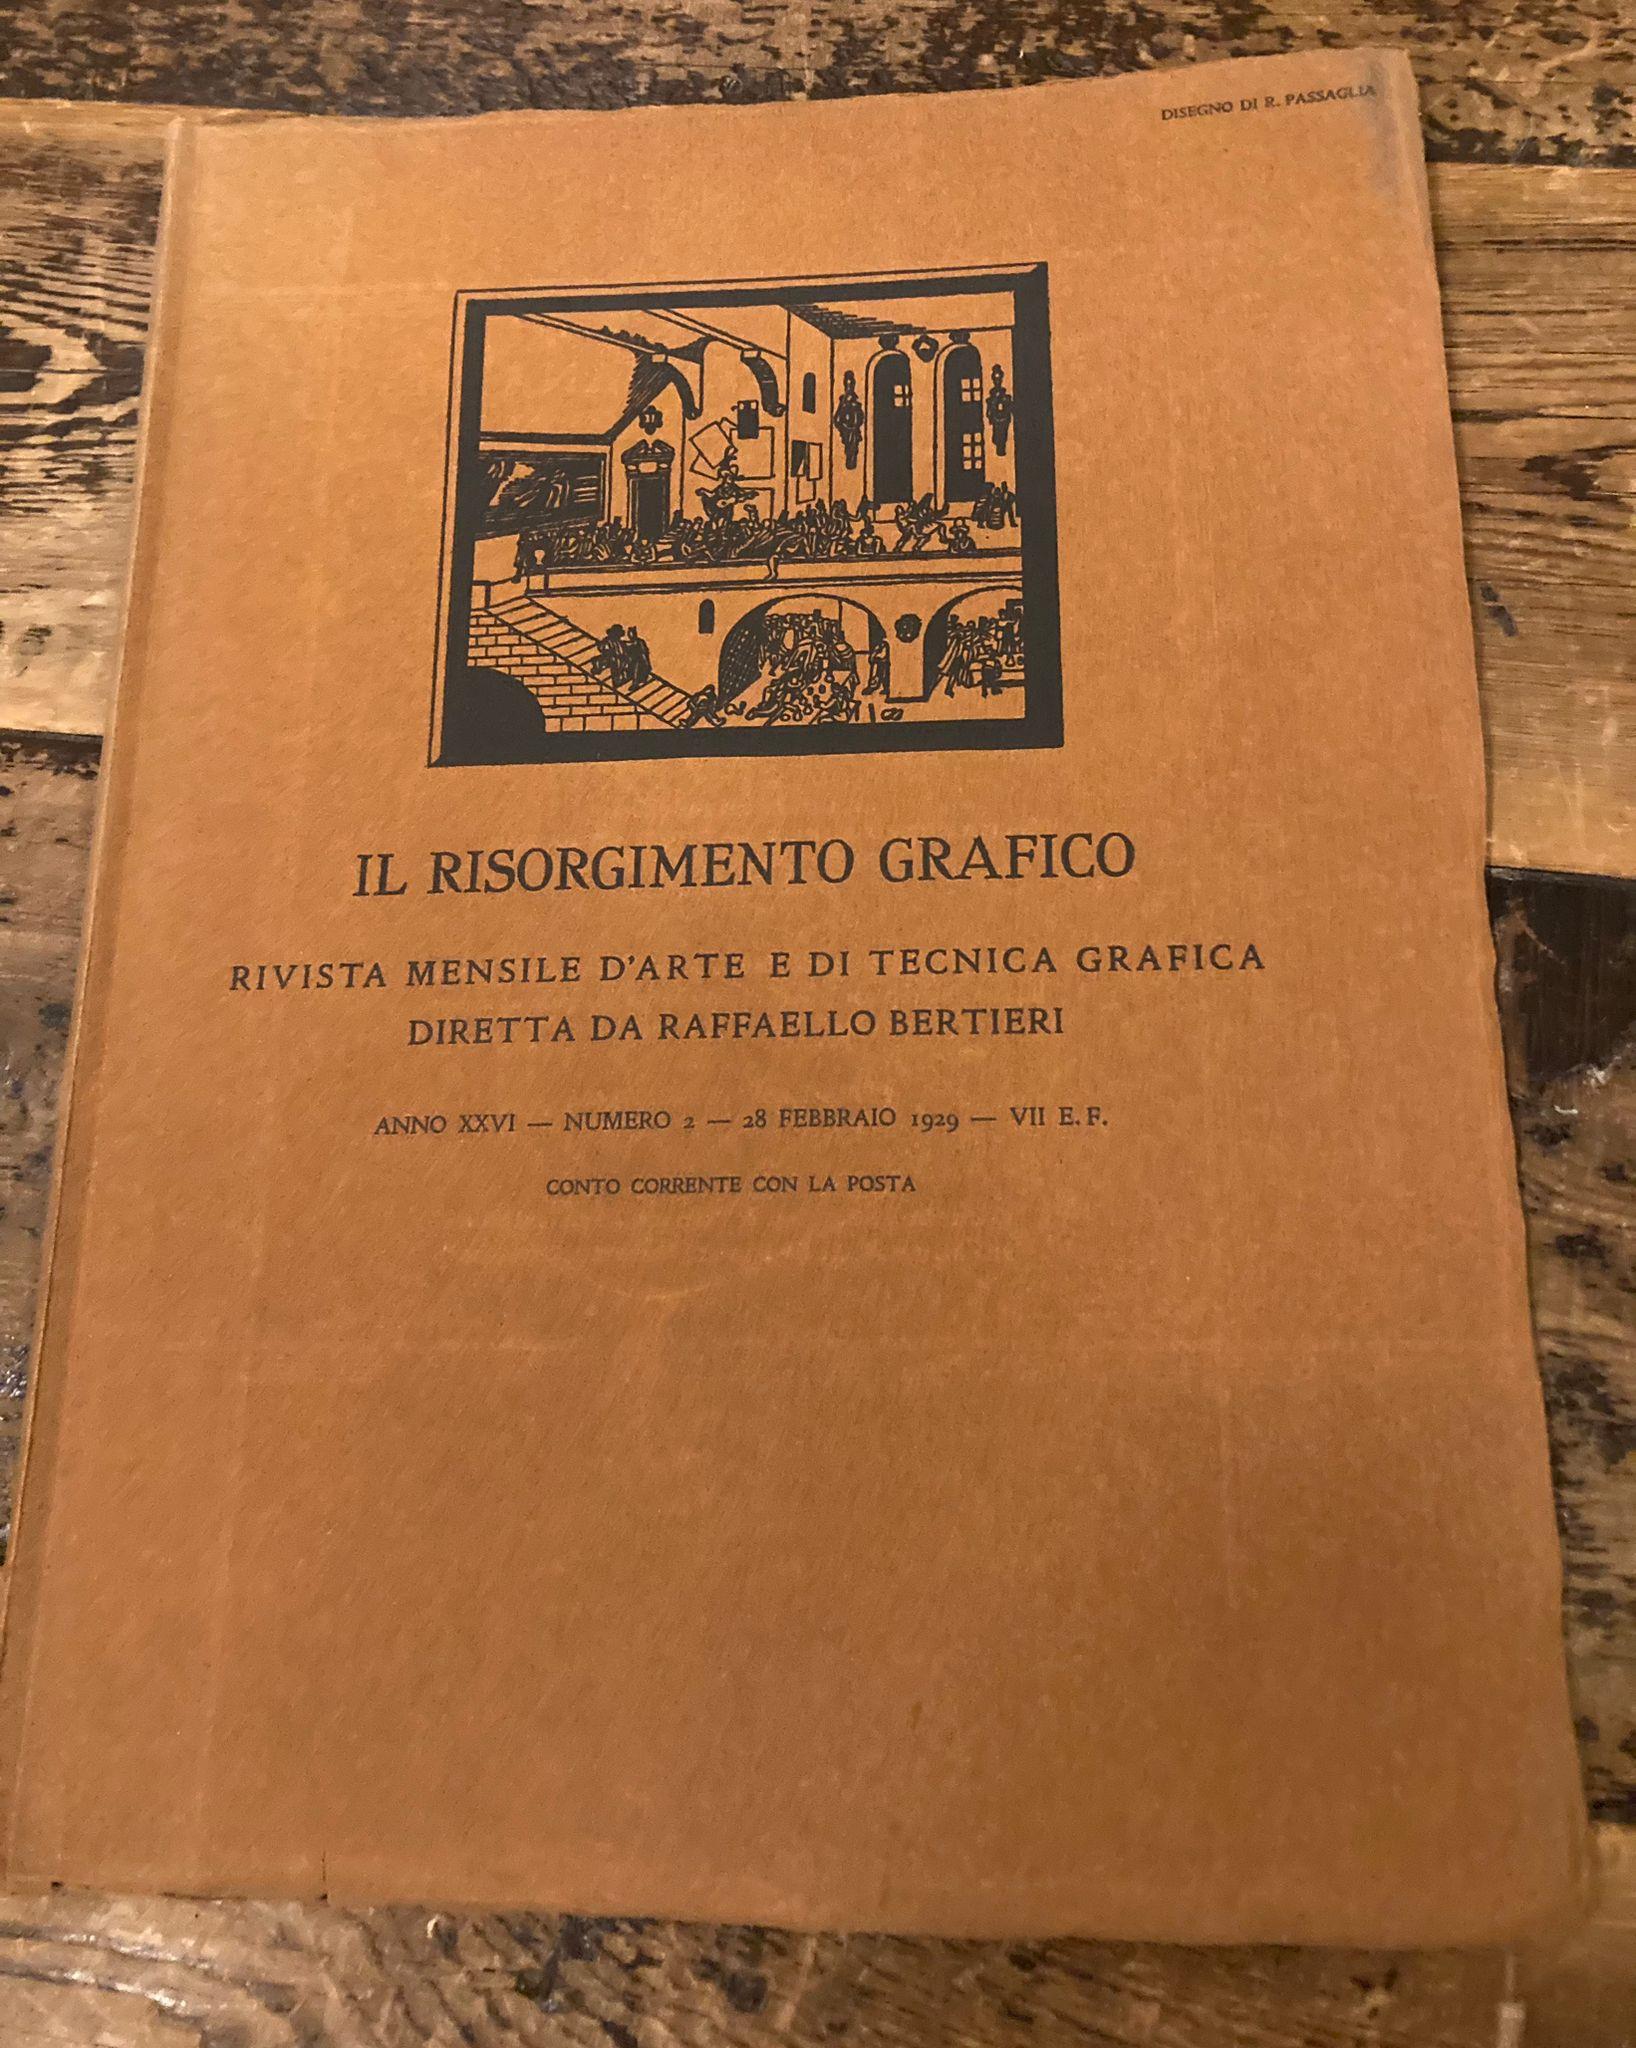 DISEGNO DI R. PASSAGLIA
IL RISORGIMENTO GRAFICO
RIVISTA MENSILE D'ARTE E DI TECNICA GRAFICA
DIRETTA DA RAFFAELLO BERTIERI
ANNO XXVI — NUMERO 2 — 28 FEBBRAIO 1929 — VII E. F.
CONTO CORRENTE CON LA POSTA